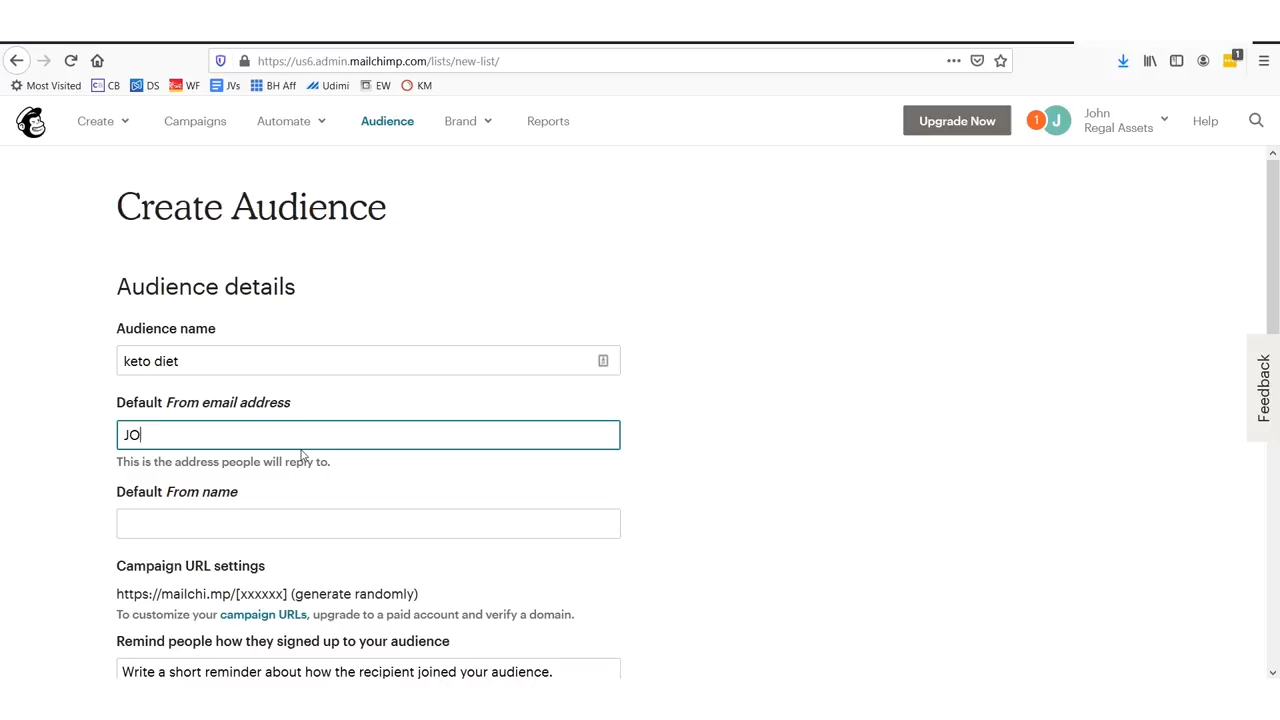 https://us6.admin.mailchimp.com/lists/new-list/
1
Most Visited CB DS WF JVs BH Aff Udimi EW KM
Create Campaigns Automate Audience Brand Reports Upgrade Now 1 J John Regal Assets Help
Create Audience
Audience details
Audience name
keto diet
Default From email address
JO
This is the address people will reply to.
Default From name
Campaign URL settings
https://mailchi.mp/[xxxxxx] (generate randomly)
To customize your campaign URLs, upgrade to a paid account and verify a domain.
Remind people how they signed up to your audience
Write a short reminder about how the recipient joined your audience.
Feedback